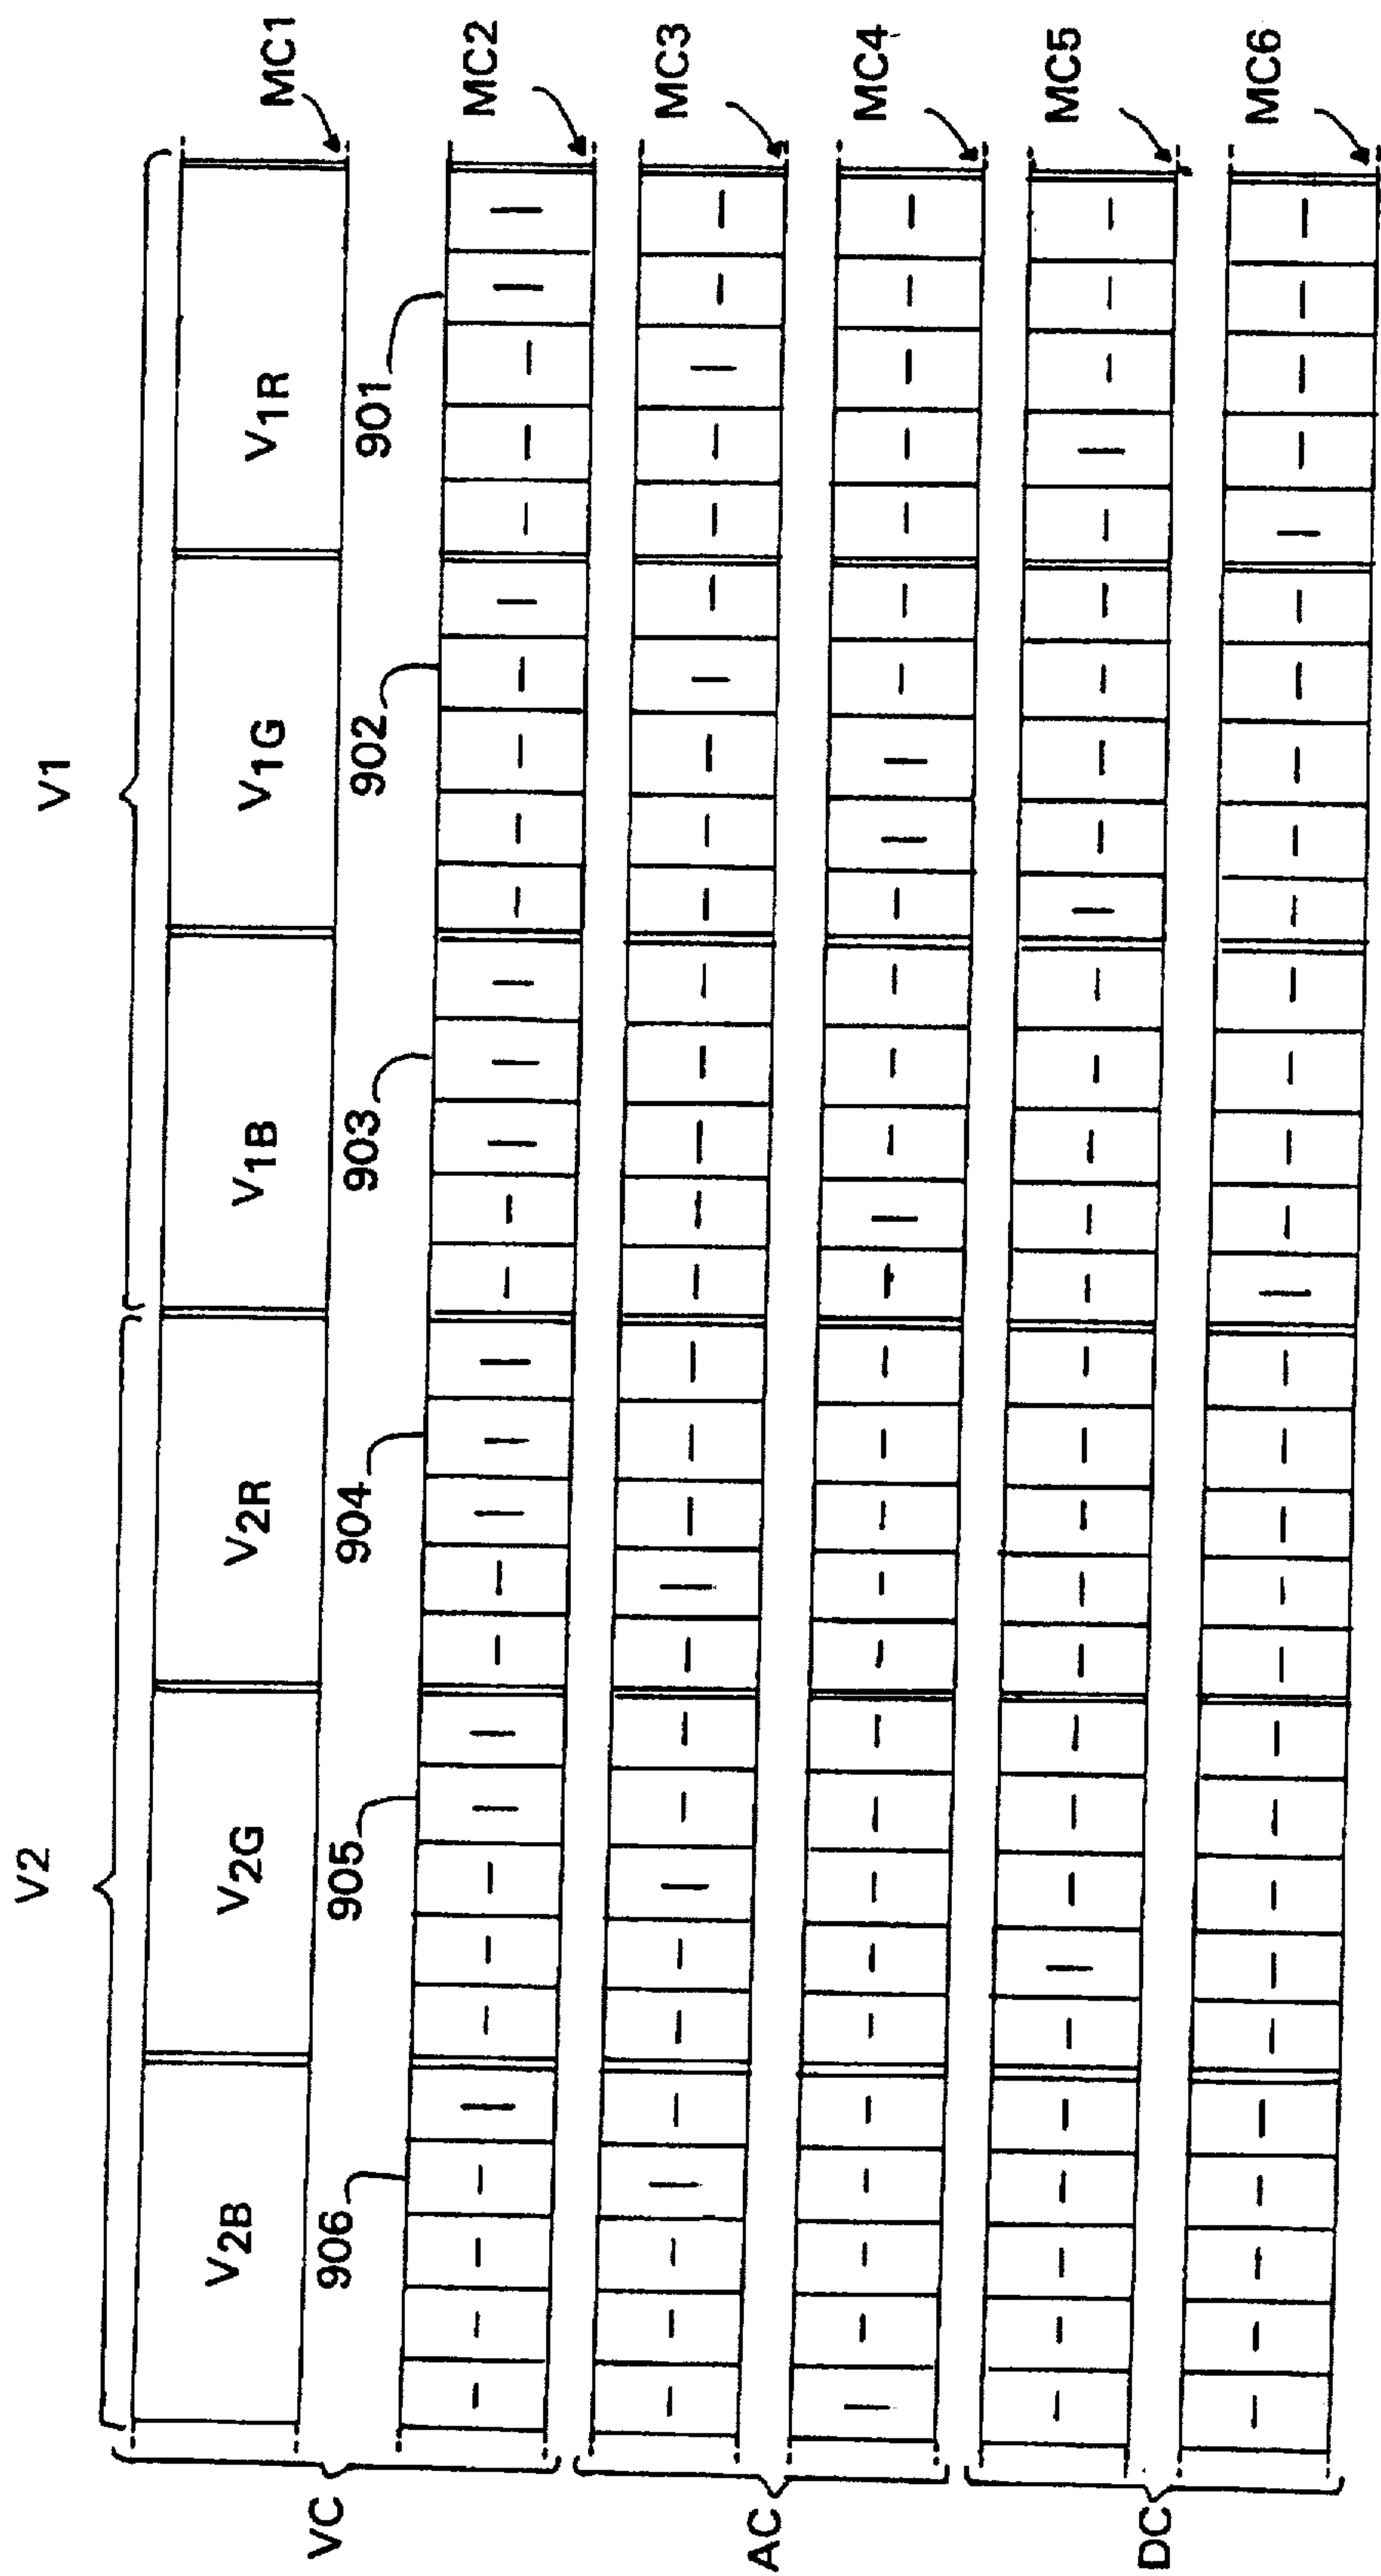 V2
V1
V2B
V2G
V2R
V1B
V1G
V1R
MC1
906
905
904
903
902
901
VC
MC2
MC3
AC
MC4
MC5
DC
MC6